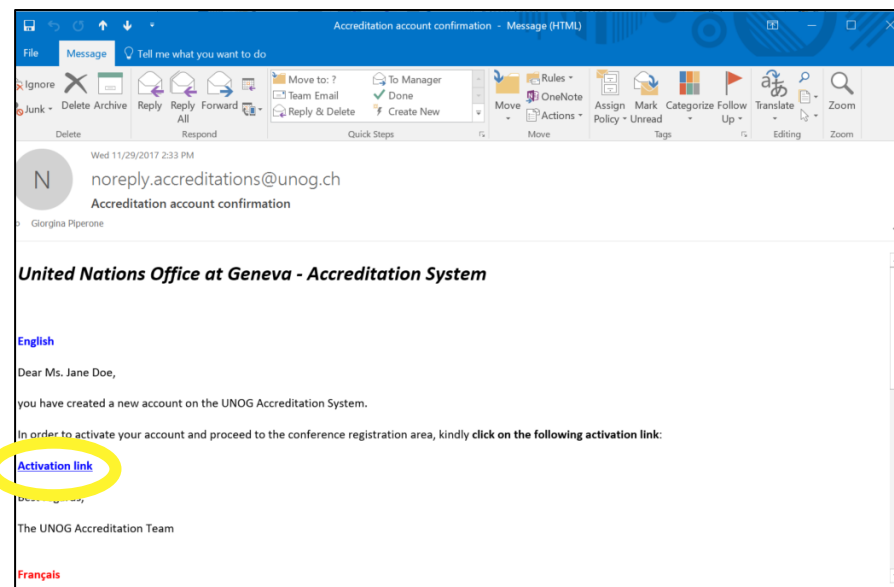 Accreditation account confirmation - Message (HTML)
File Message Tell me what you want to do
Ignore
Junk
Delete Archive
Reply Reply All Forward
Move to: ? To Manager
Team Email Done
Reply & Delete Create New
Move
Rules
OneNote
Actions
Assign Policy Mark Unread Categorize Follow Up
Translate
Zoom
Delete Respond Quick Steps Move Tags Editing Zoom
Wed 11/29/2017 2:33 PM
N
noreply.accreditations@unog.ch
Accreditation account confirmation
Giorgina Piperone
United Nations Office at Geneva - Accreditation System
English
Dear Ms. Jane Doe,
you have created a new account on the UNOG Accreditation System.
In order to activate your account and proceed to the conference registration area, kindly click on the following activation link:
Activation link
Best regards,
The UNOG Accreditation Team
Français